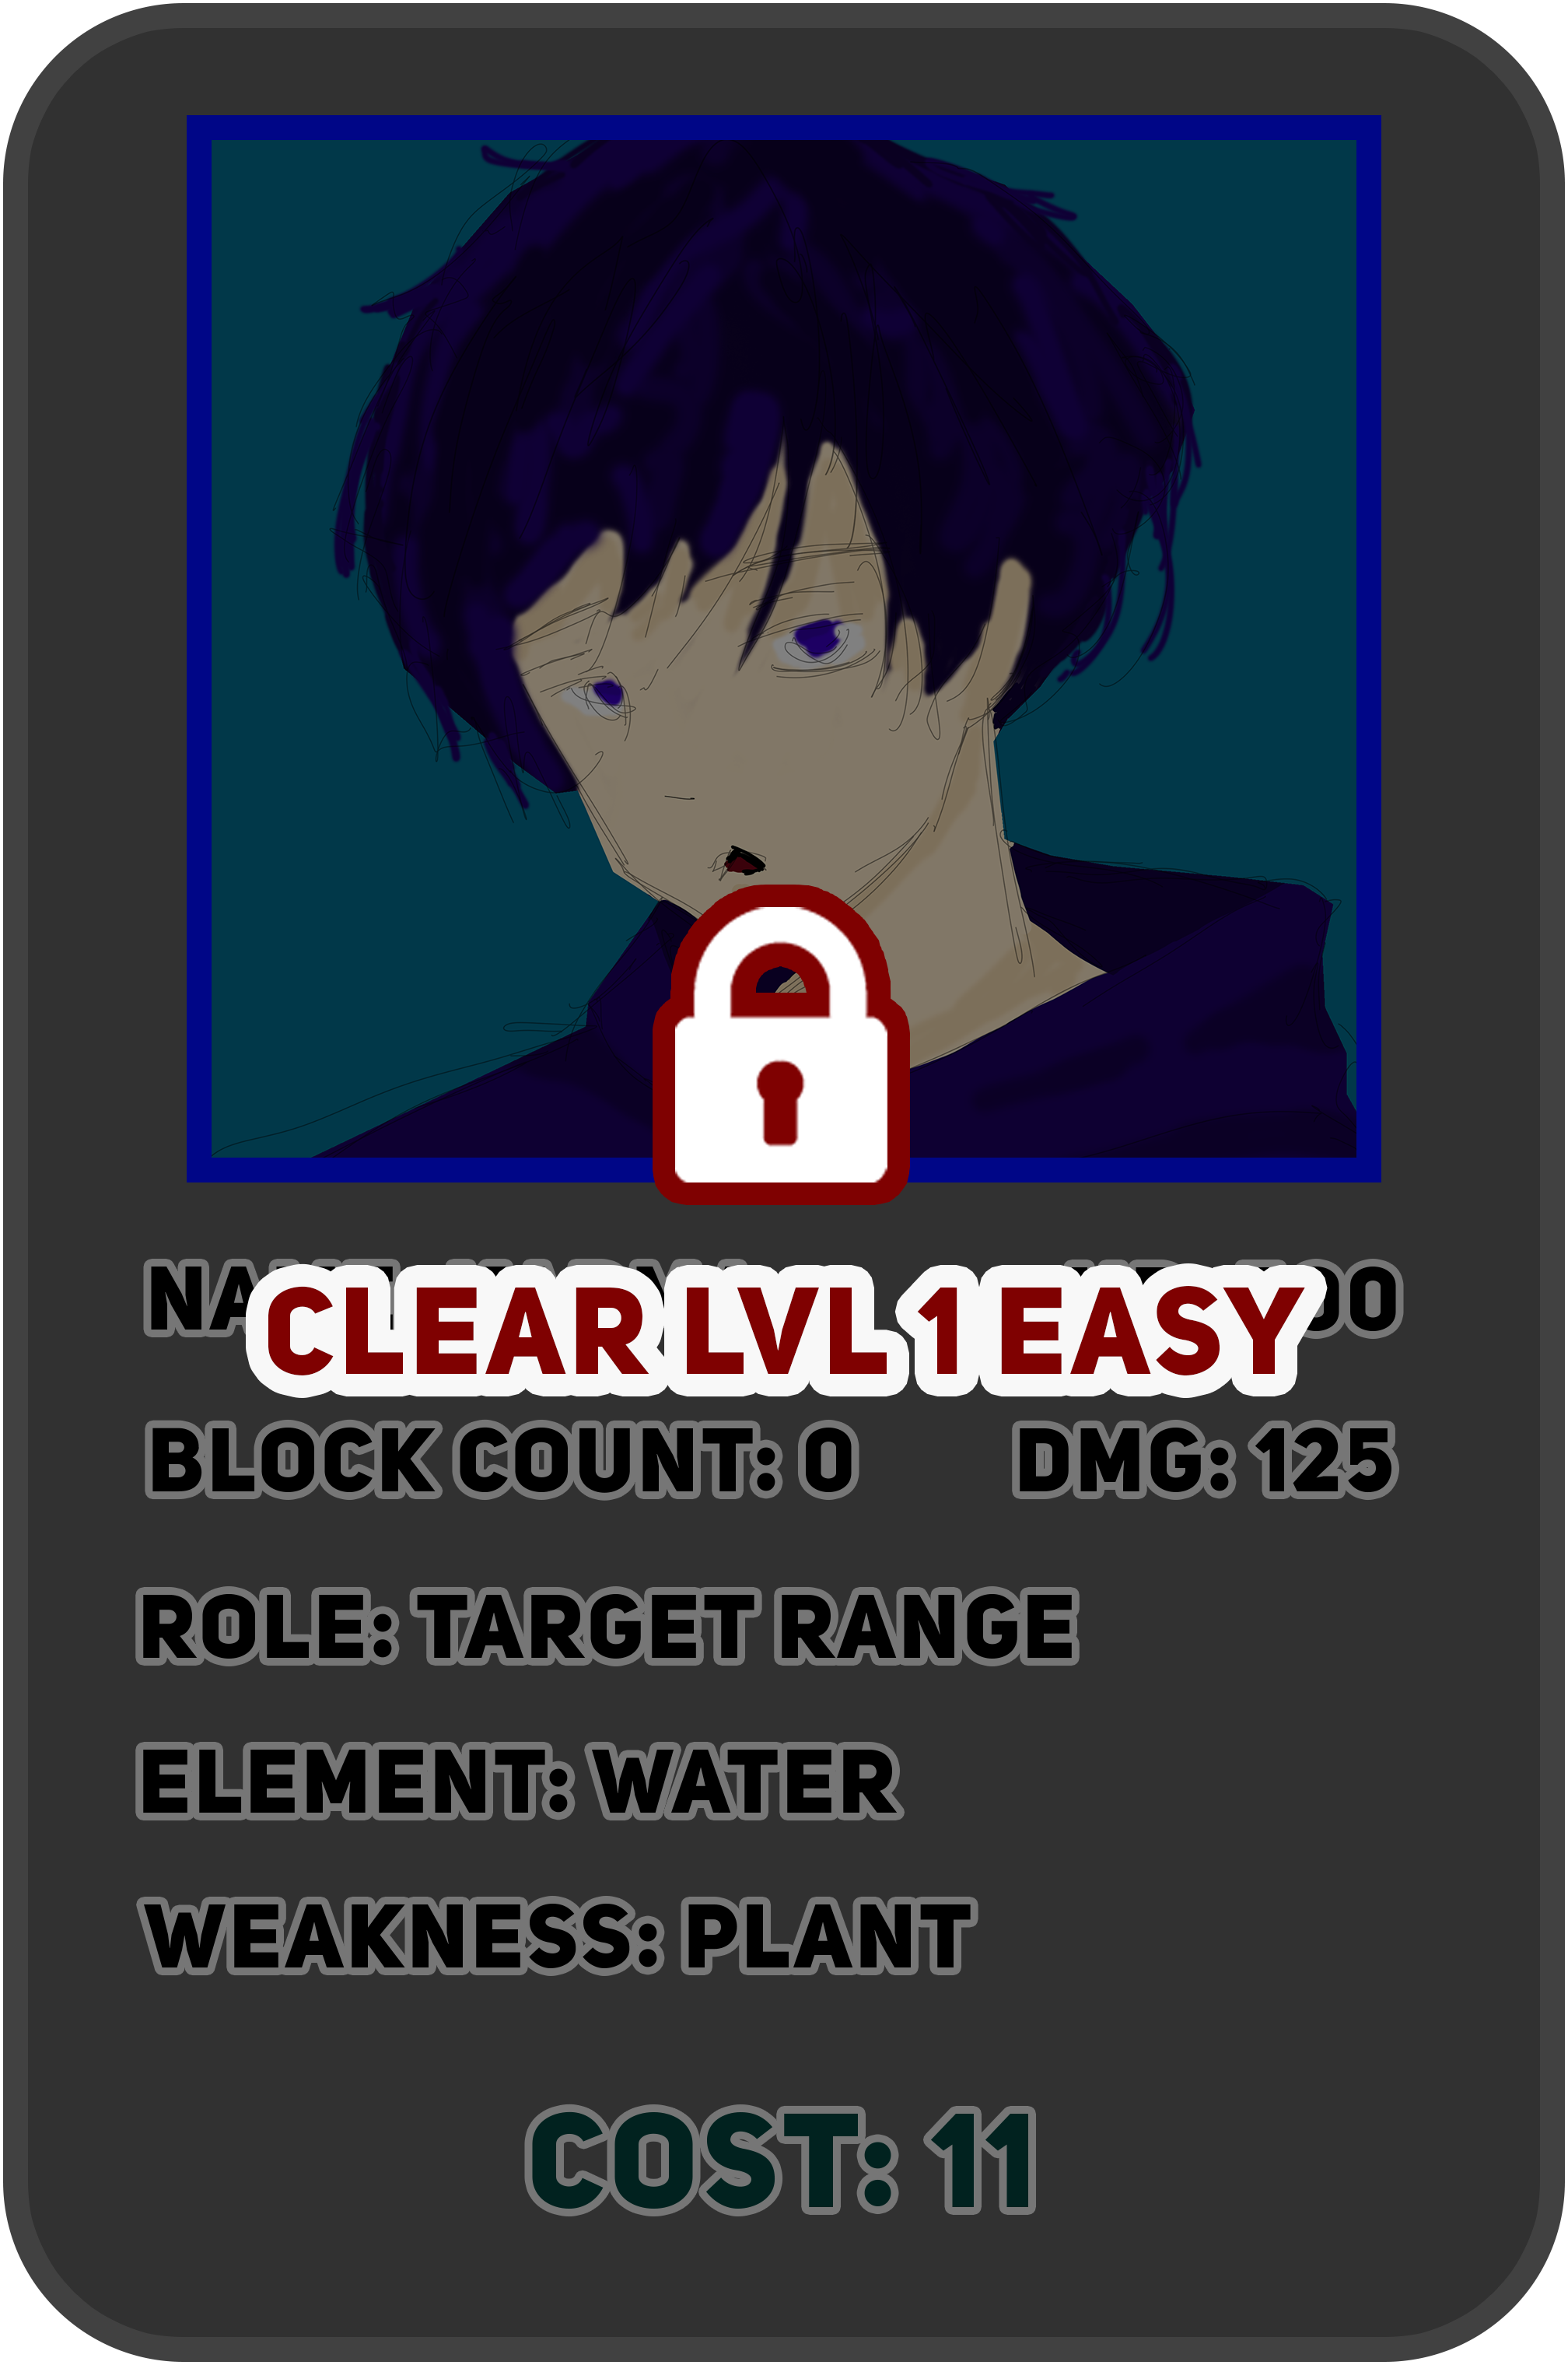 CLEAR LVL 1 EASY
BLOCK COUNT: 0 DMG: 125
ROLE: TARGET RANGE
ELEMENT: WATER
WEAKNESS: PLANT
COST: 11